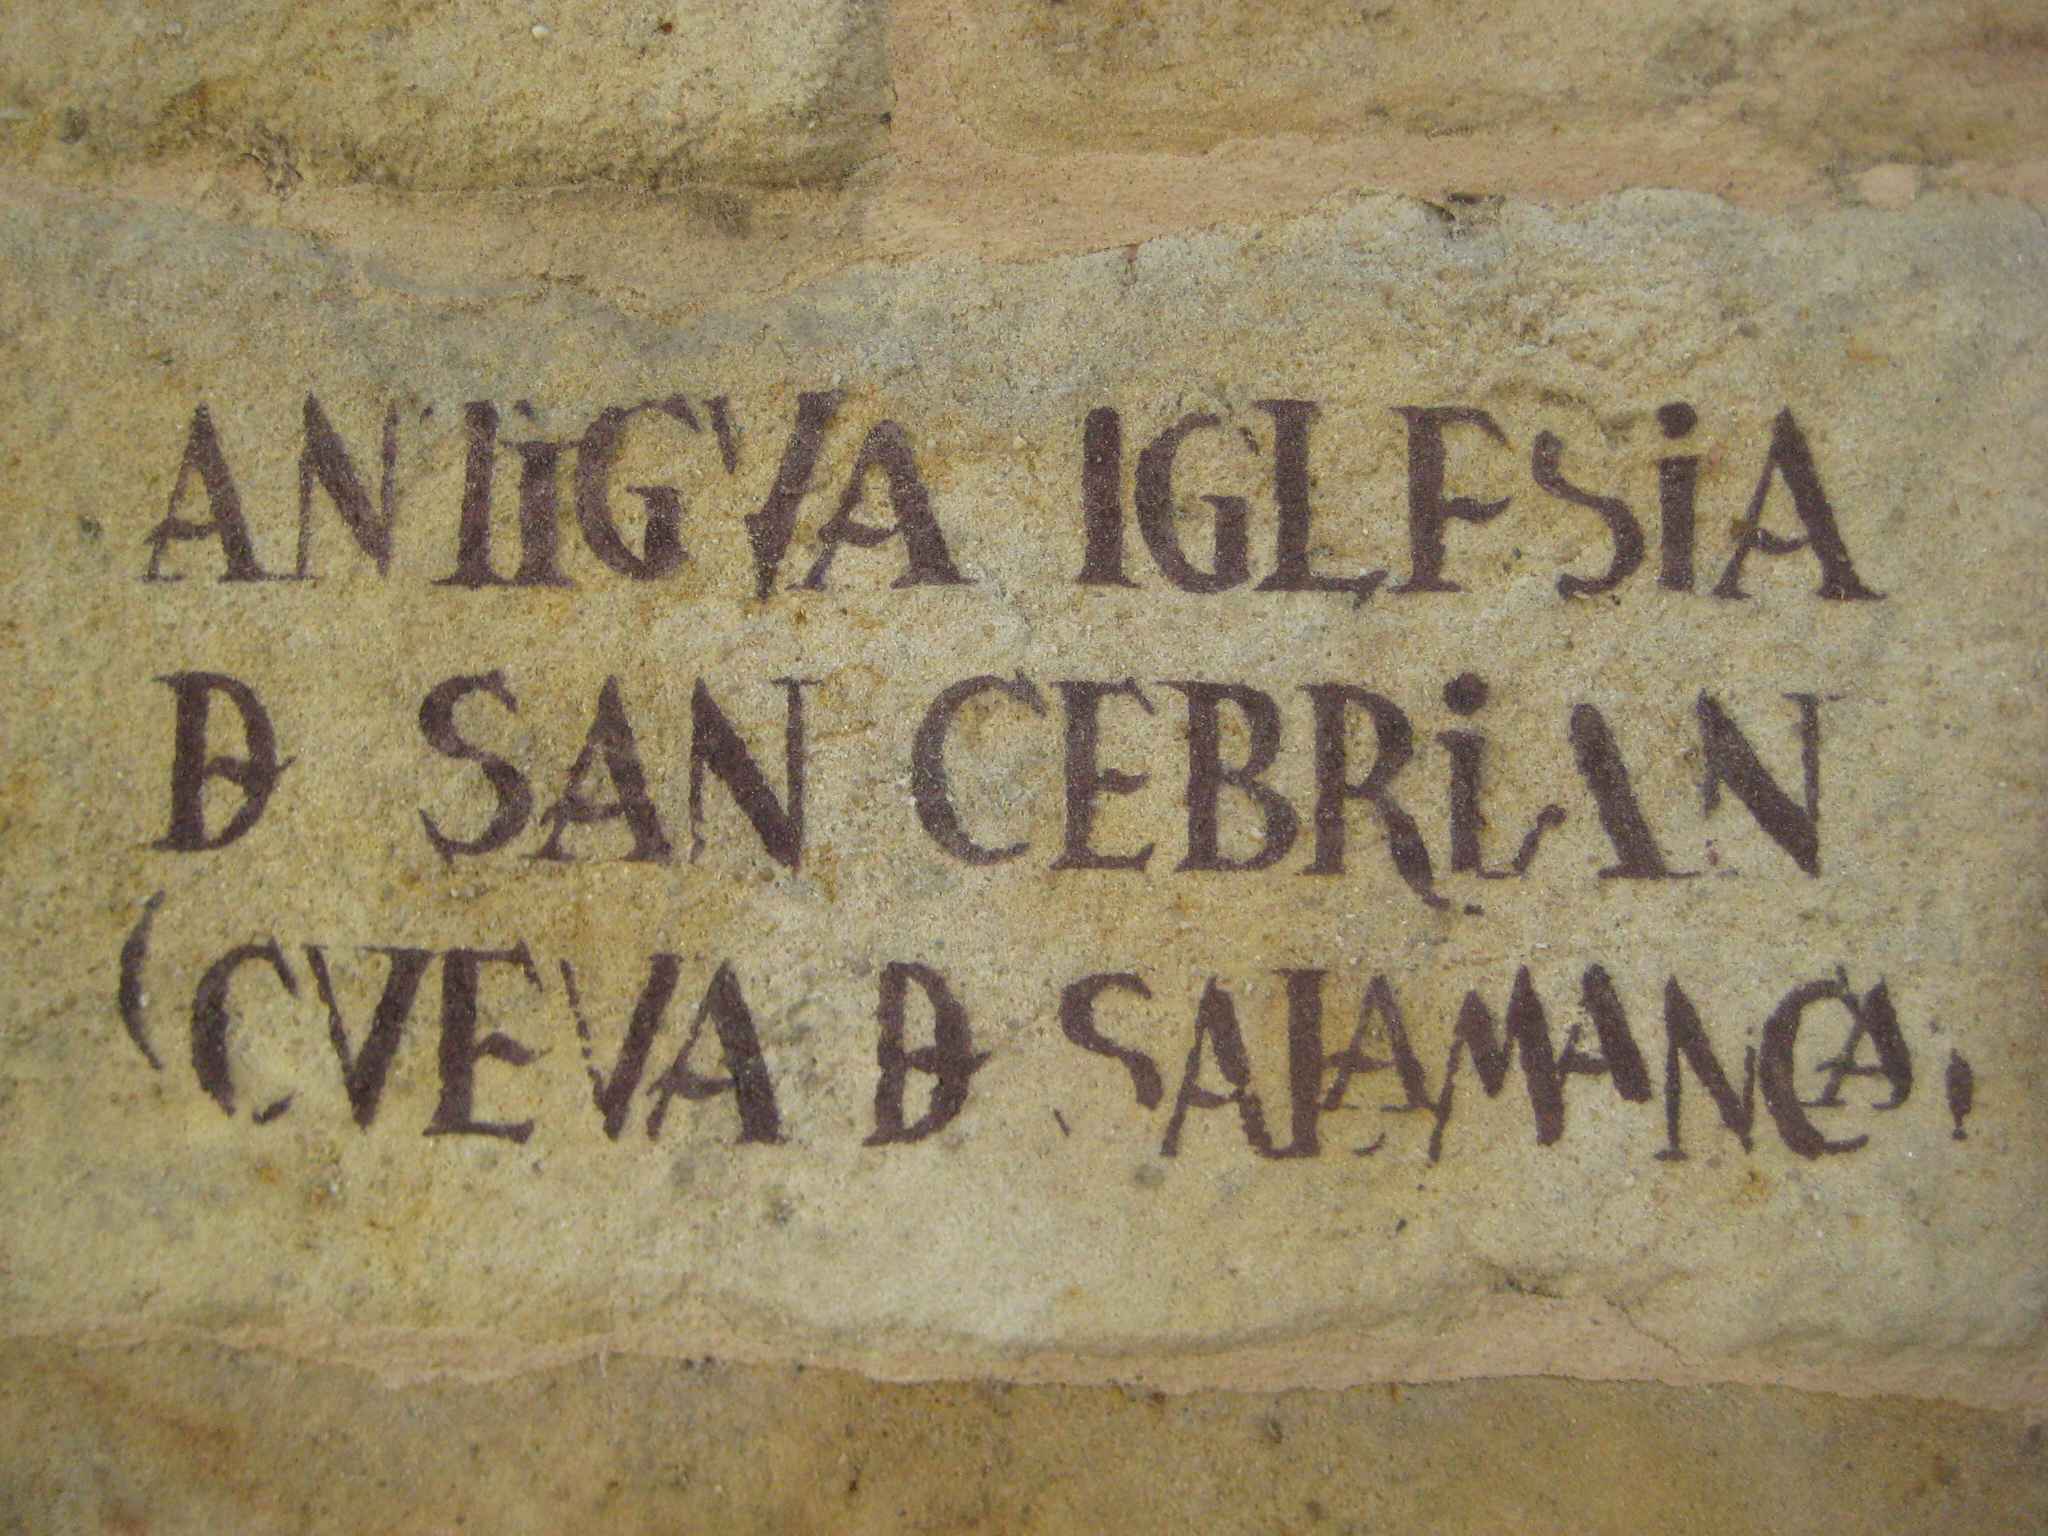 ANTIGVA IGLESIA
Đ SAN CEBRIAN
(CVEVA Đ SALAMANCA)